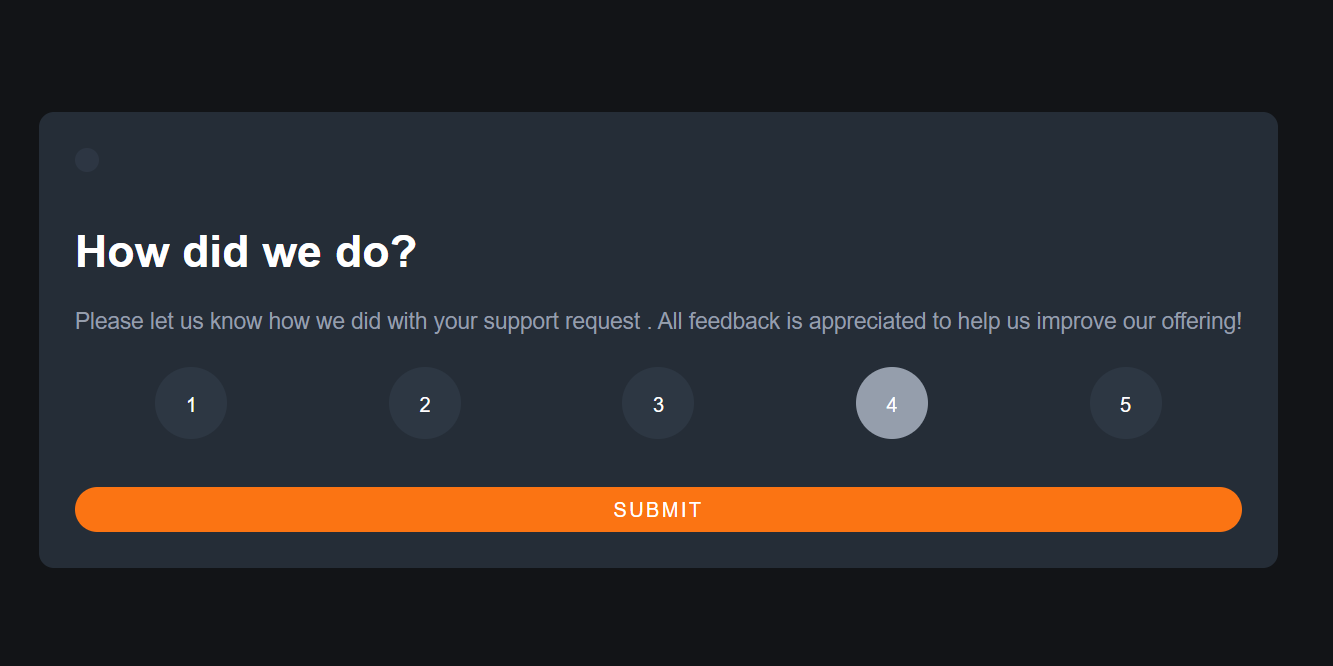 How did we do?
Please let us know how we did with your support request . All feedback is appreciated to help us improve our offering!
1 2 3 4 5
SUBMIT